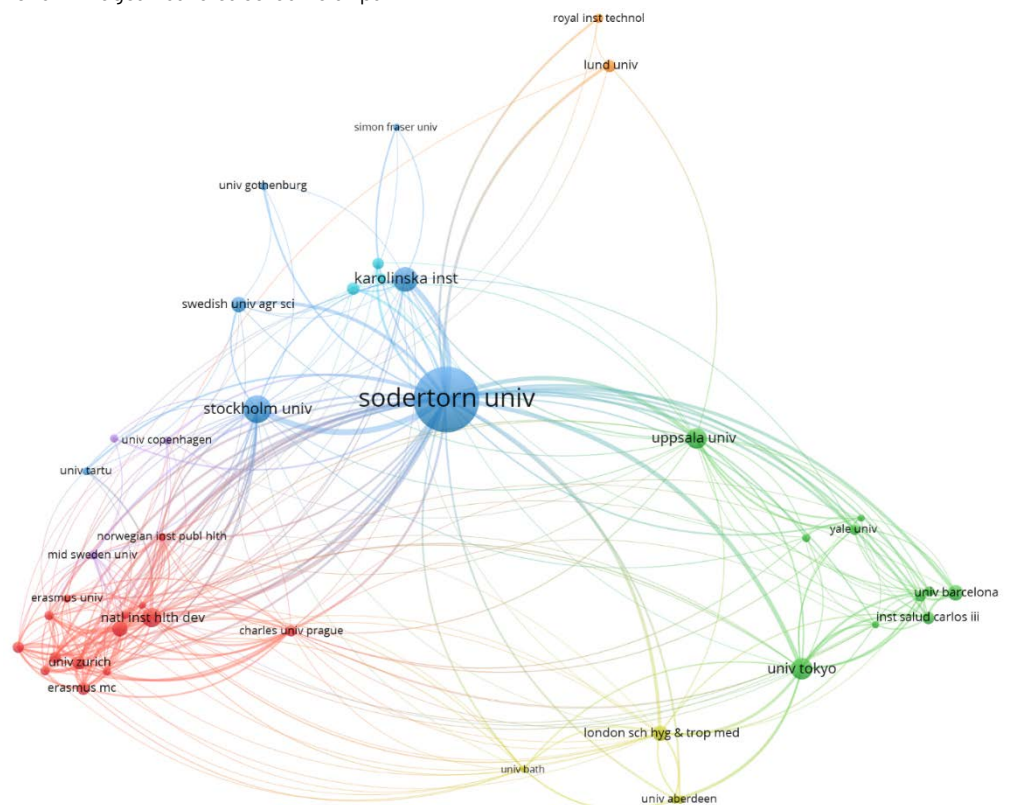 royal inst technol
lund univ
simon fraser univ
univ gothenburg
karolinska inst
swedish univ agr sci
sodertorn univ
stockholm univ
uppsala univ
univ copenhagen
univ tartu
yale univ
norwegian inst publ hlth
mid sweden univ
univ barcelona
erasmus univ
natl inst hlth dev
inst salud carlos iii
charles univ prague
univ zurich
univ tokyo
erasmus mc
london sch hyg & trop med
univ bath
univ aberdeen